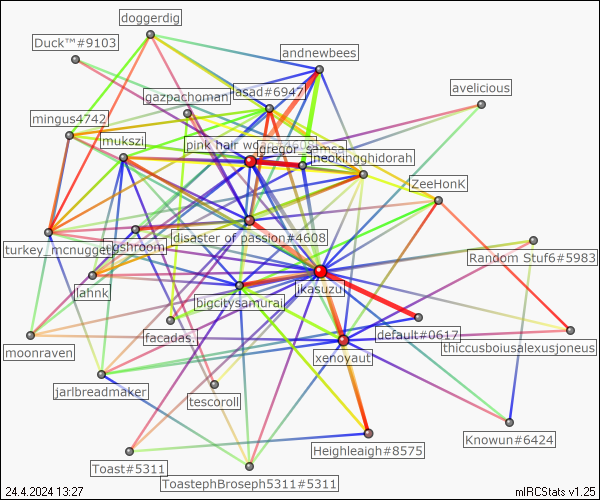 doggerdig
Duck™#9103
andnewbees
avelicious
asad#6947
gazpachoman
mingus4742
mukszi
pink hair
gregor_samsa
neokingghidorah
ZeeHonK
turkey_mcnugget
gshroom
disaster of passion#4608
Random Stuf6#5983
lahnk
jikasuzu
bigcitysamurai
moonraven
facadas.
default#0617
thiccusboiusalexusjoneus
xenoyaut
jarlbreadmaker
tescoroll
Heighleaigh#8575
Knowun#6424
Toast#5311
ToastephBroseph5311#5311
24.4.2024 13:27
mIRCStats v1.25